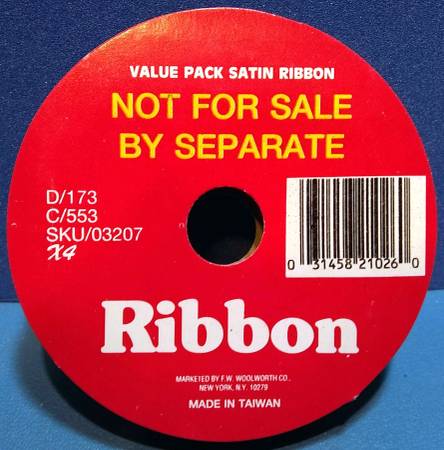 VALUE PACK SATIN RIBBON
NOT FOR SALE
BY SEPARATE
D/173
C/553
SKU/03207
X4
0 31458 21026 0
Ribbon
MARKETED BY F.W. WOOLWORTH CO.,
NEW YORK, N.Y. 10279
MADE IN TAIWAN